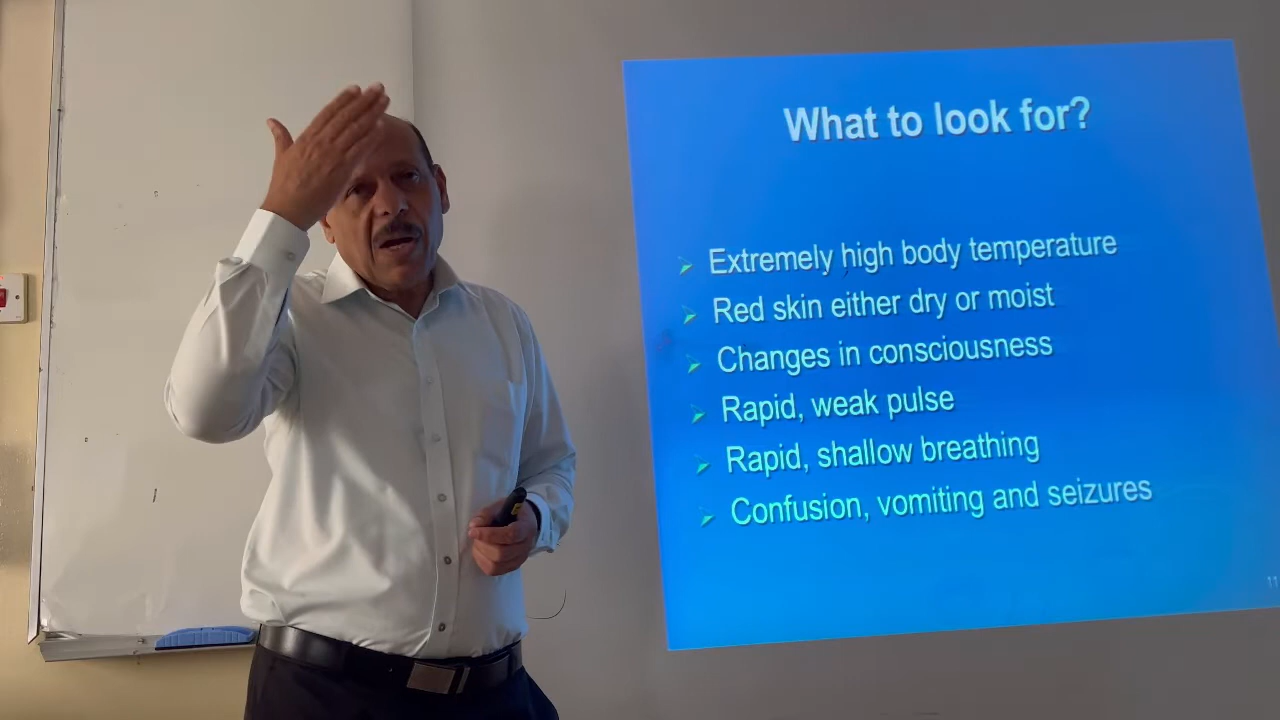 What to look for?
Extremely high body temperature
Red skin either dry or moist
Changes in consciousness
Rapid, weak pulse
Rapid, shallow breathing
Confusion, vomiting and seizures
11